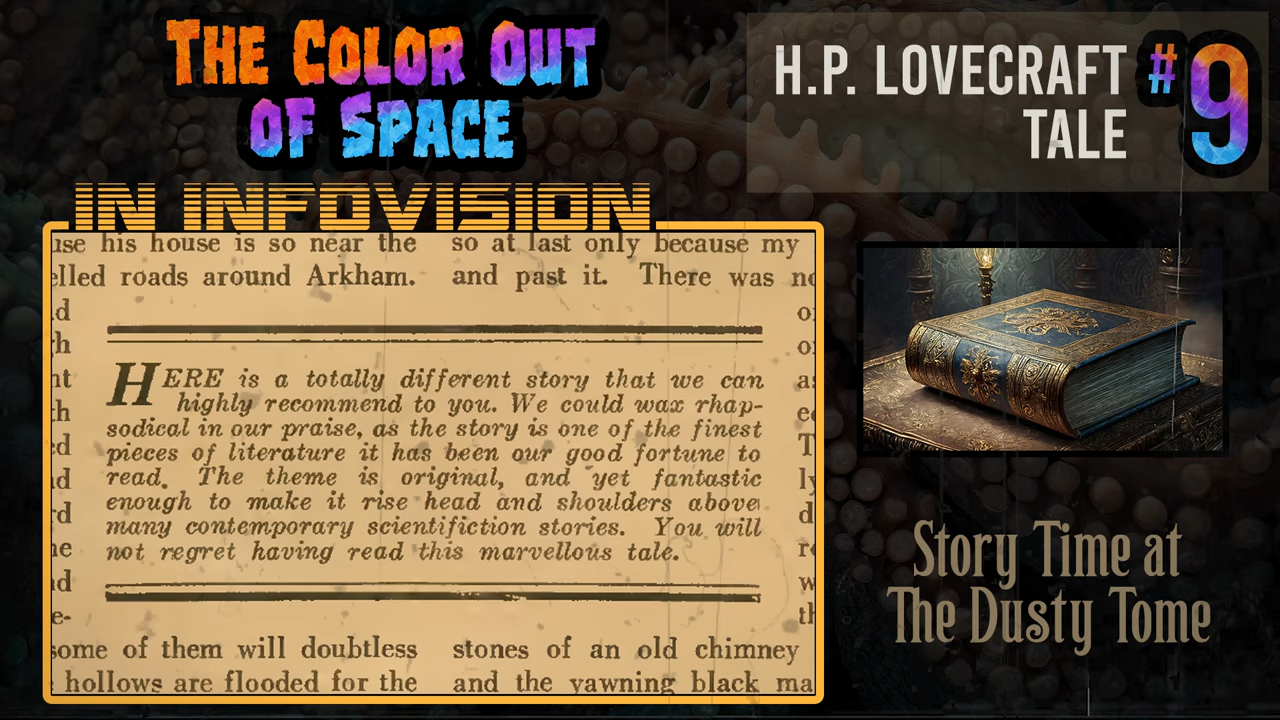 THE COLOR OUT
OF SPACE
H.P. LOVECRAFT
TALE
#9
IN INFOVISION
his house is so near the
roads around Arkham.
so at last only because my
and past it. There was
HERE is a totally different story that we can
highly recommend to you. We could wax rhap-
sodical in our praise, as the story is one of the finest
pieces of literature it has been our good fortune to
read. The theme is original, and yet fantastic
enough to make it rise head and shoulders above
many contemporary scientifiction stories. You will
not regret having read this marvellous tale.
some of them will doubtless
hollows are flooded for the
stones of an old chimney
and the yawning black
Story Time at
The Dusty Tome